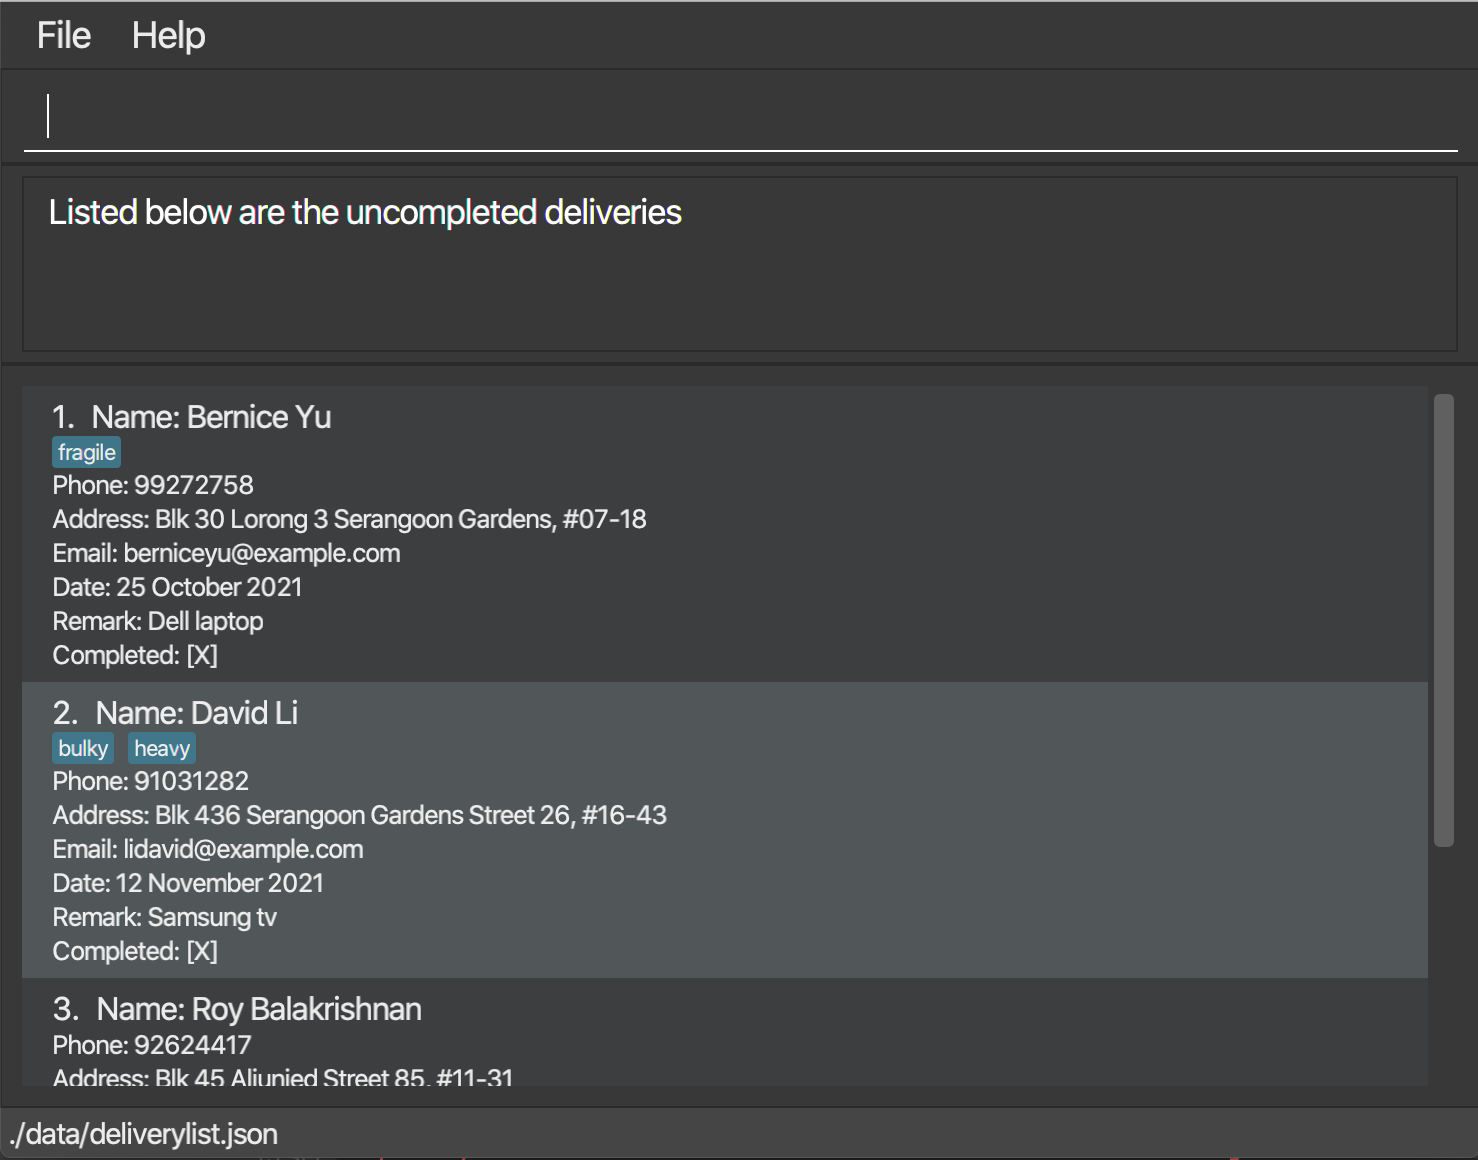 File Help
Listed below are the uncompleted deliveries
1. Name: Bernice Yu
fragile
Phone: 99272758
Address: Blk 30 Lorong 3 Serangoon Gardens, #07-18
Email: berniceyu@example.com
Date: 25 October 2021
Remark: Dell laptop
Completed: [X]
2. Name: David Li
bulky heavy
Phone: 91031282
Address: Blk 436 Serangoon Gardens Street 26, #16-43
Email: lidavid@example.com
Date: 12 November 2021
Remark: Samsung tv
Completed: [X]
3. Name: Roy Balakrishnan
Phone: 92624417
Address: Blk 45 Aljunied Street 85, #11-31
./data/deliverylist.json